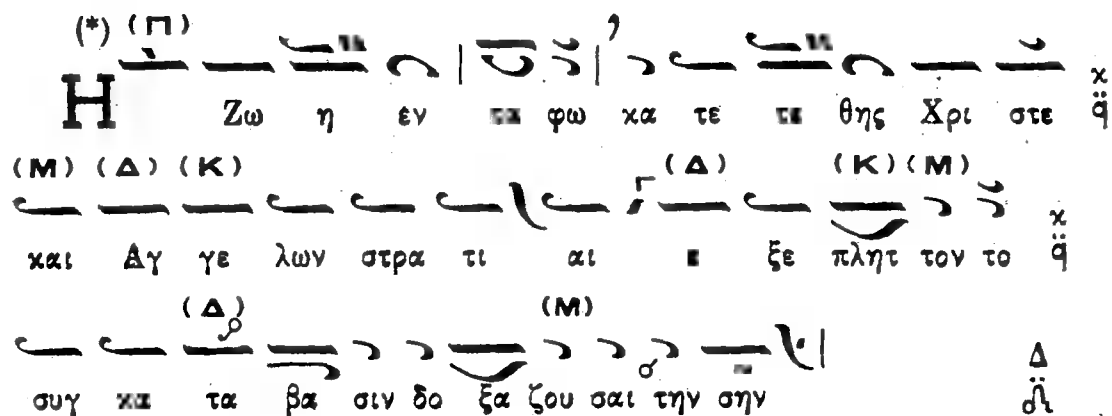 (*) (Π)
Η Ζω η έν τα φω κα τε τε θης Χρι στε
(Μ) (Δ) (Κ) (Δ) (Κ) (Μ)
και Αγ γε λων στρα τι αι ε ξε πλητ τον το
(Δ) (Μ) Δ
συγ κα τα βα σιν δο ξα ζου σαι την σην